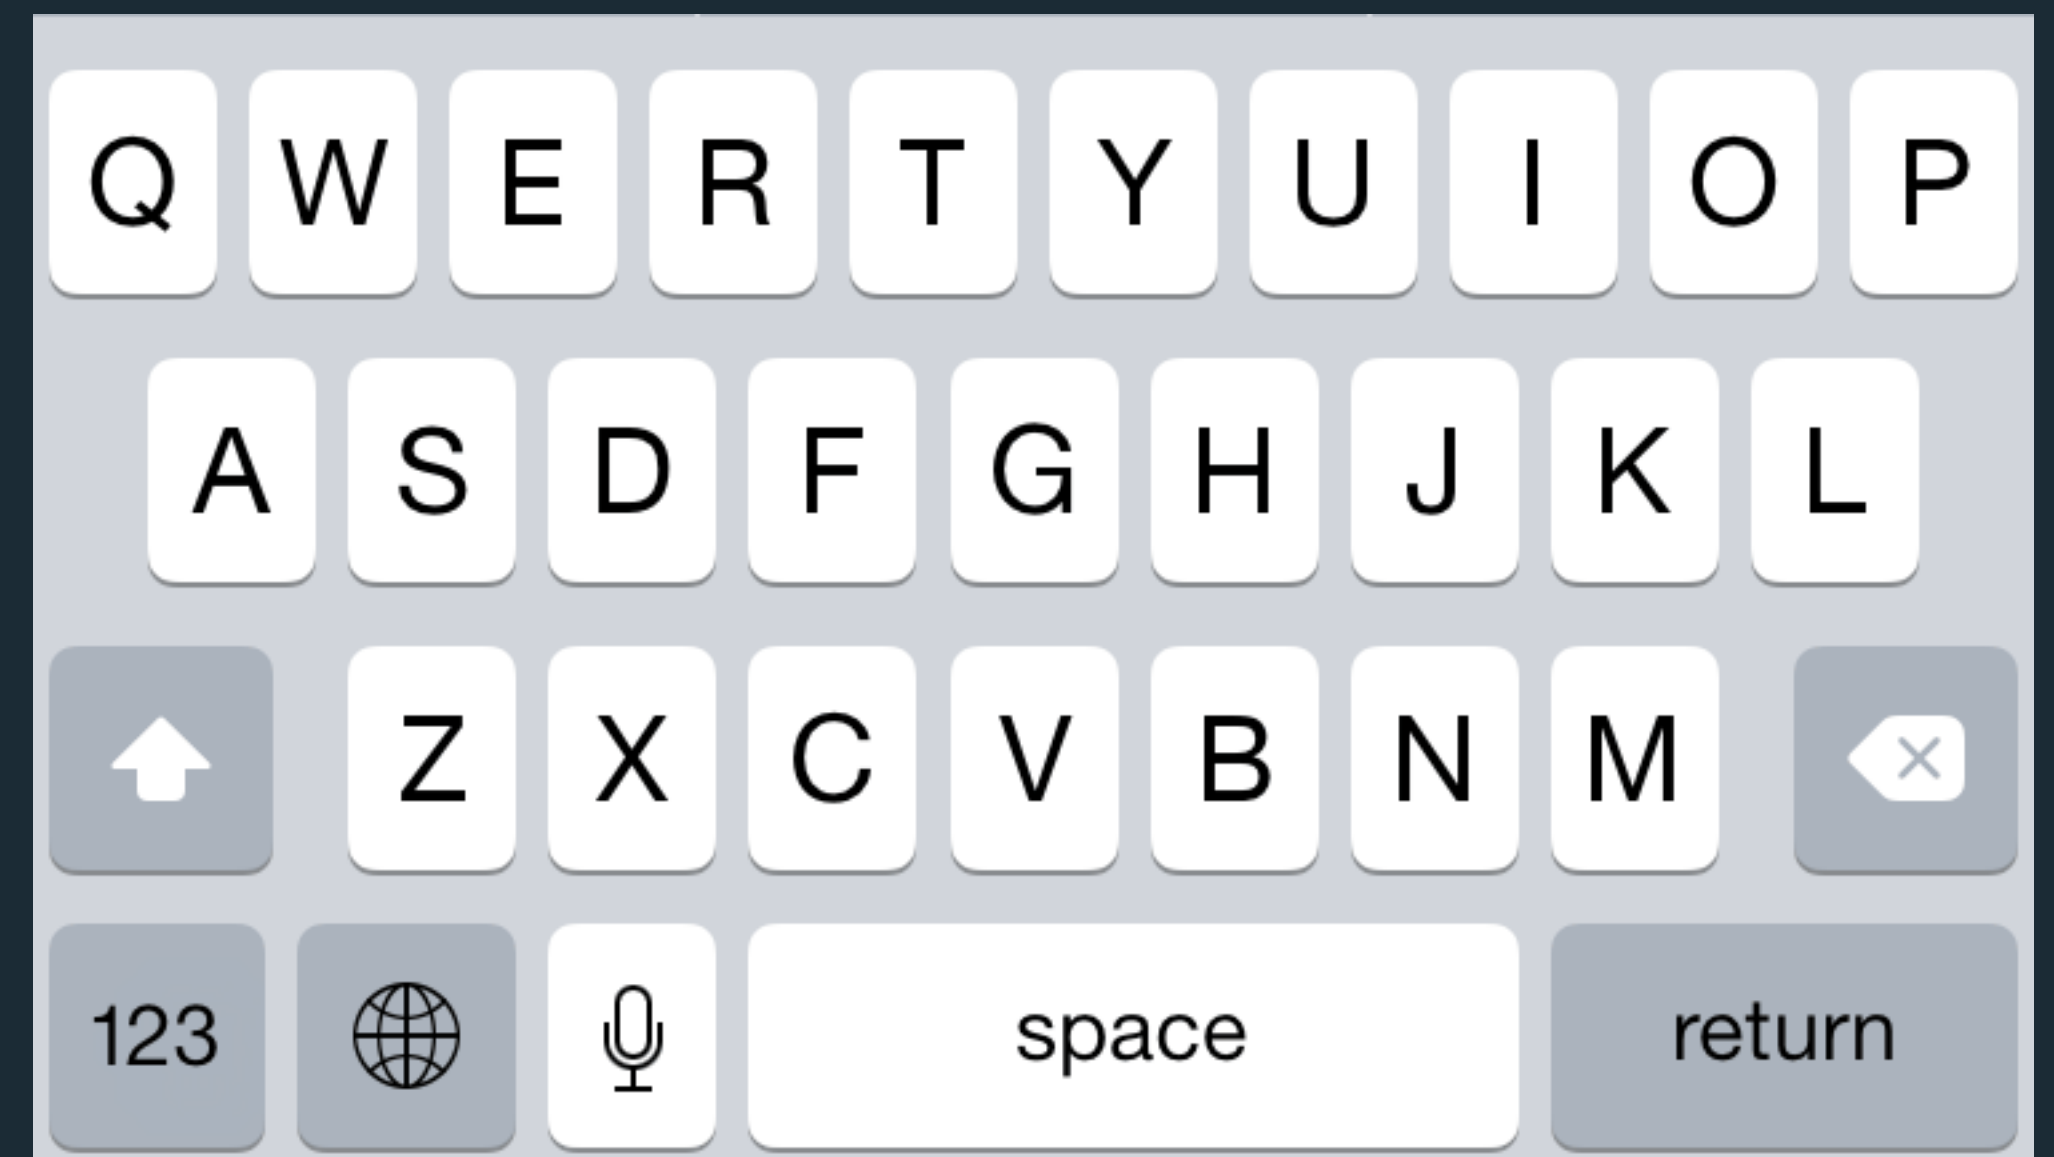 Q W E R T Y U I O P
A S D F G H J K L
Z X C V B N M
123 space return